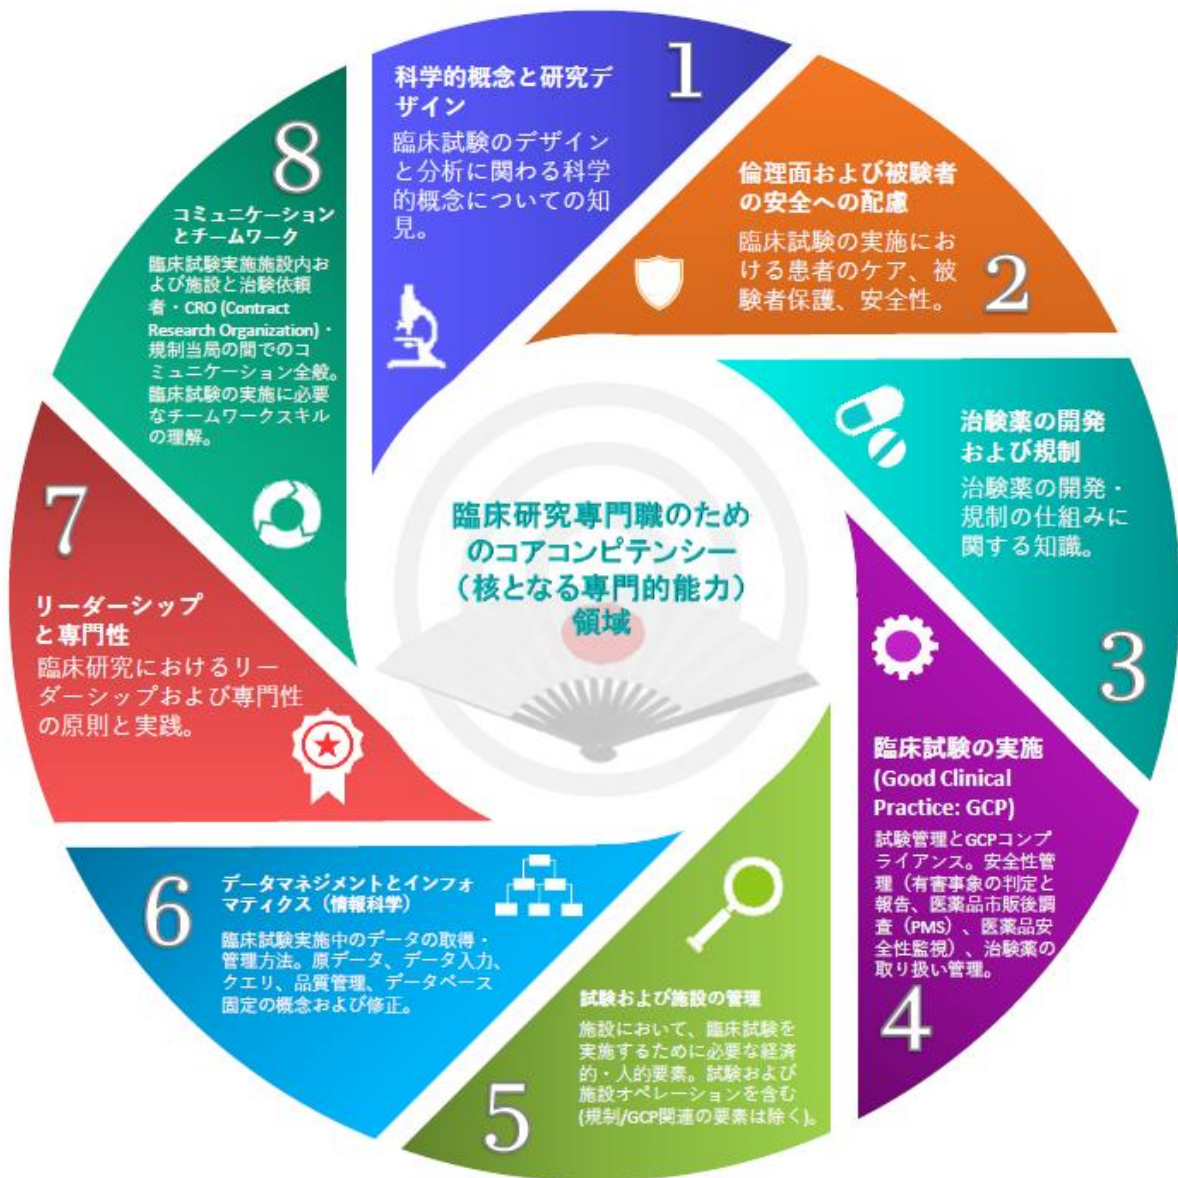 1
科学的概念と研究デ
ザイン
臨床試験のデザイン
と分析に関わる科学
的概念についての知
見。
倫理面および被験者
の安全への配慮
臨床試験の実施にお
ける患者のケア、被
験者保護、安全性。
2
治験薬の開発
および規制
治験薬の開発・
規制の仕組みに
関する知識。
3
臨床試験の実施
(Good Clinical
Practice: GCP)
試験管理とGCPコンプ
ライアンス。安全性管
理（有害事象の判定と
報告、医薬品市販後調
査（PMS）、医薬品安
全性監視）、治験薬の
取り扱い管理。
4
試験および施設の管理
施設において、臨床試験を
実施するために必要な経済
的・人的要素。試験および
施設オペレーションを含む
(規制/GCP関連の要素は除く)。
5
6
データマネジメントとインフォ
マティクス（情報科学）
臨床試験実施中のデータの取得・
管理方法。原データ、データ入力、
クエリ、品質管理、データベース
固定の概念および修正。
7
リーダーシップ
と専門性
臨床研究におけるリー
ダーシップおよび専門性
の原則と実践。
8
コミュニケーション
とチームワーク
臨床試験実施施設内お
よび施設と治験依頼
者・CRO (Contract
Research Organization)・
規制当局の間でのコ
ミュニケーション全般。
臨床試験の実施に必要
なチームワークスキル
の理解。
臨床研究専門職のため
のコアコンピテンシー
（核となる専門的能力）
領域